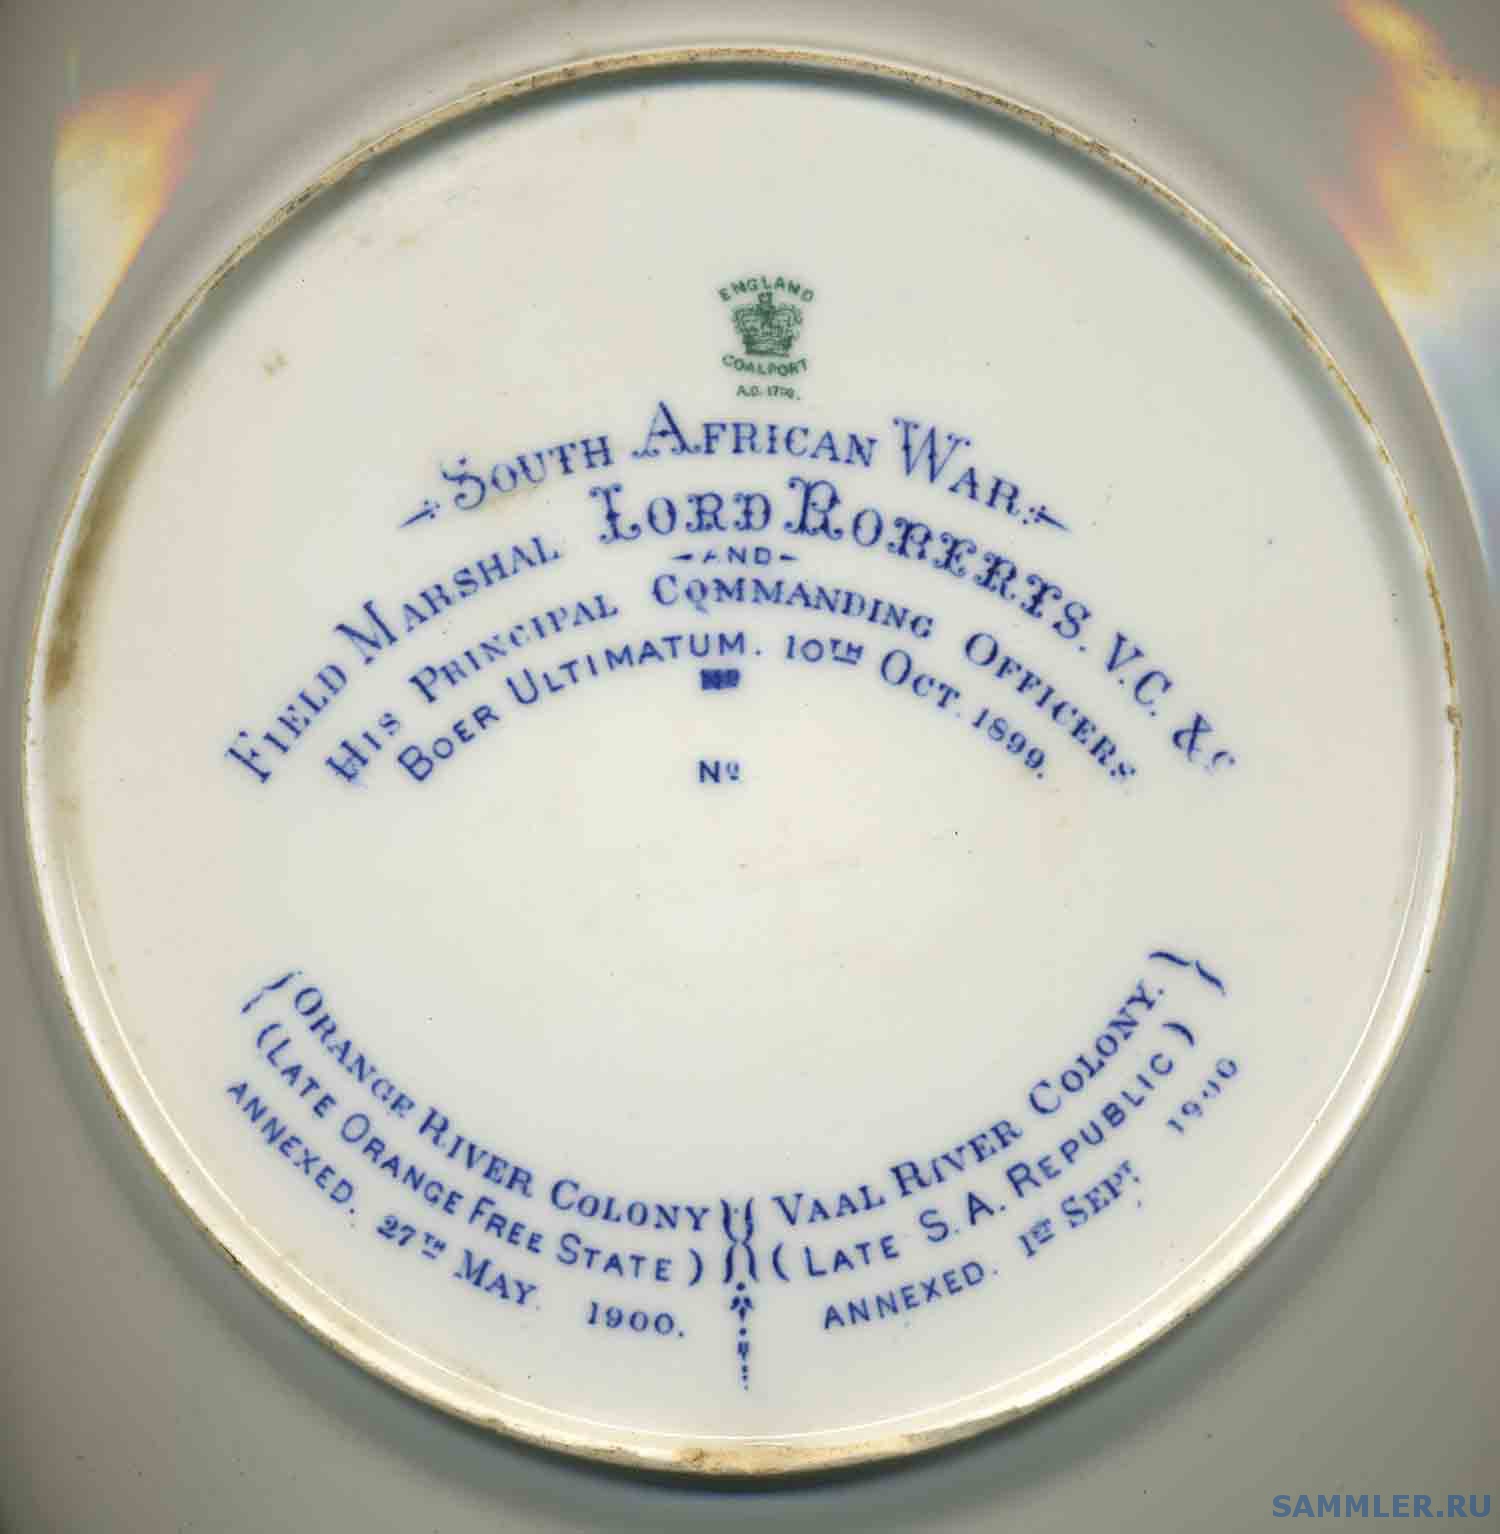 ENGLAND
COALPORT
A.D. 1750.
SOUTH AFRICAN WAR.
FIELD MARSHAL LORD ROBERTS. V.C. &c
AND
HIS PRINCIPAL COMMANDING OFFICERS.
BOER ULTIMATUM. 10TH OCT. 1899.
No
ORANGE RIVER COLONY
(LATE ORANGE FREE STATE)
ANNEXED. 27TH MAY. 1900.
VAAL RIVER COLONY.
(LATE S.A. REPUBLIC)
ANNEXED. 1ST SEPT. 1900
SAMMLER.RU